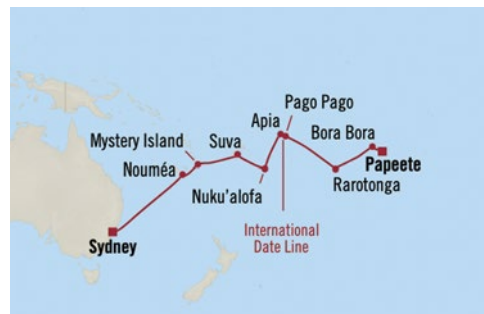 Pago Pago
Apia
Bora Bora
Mystery Island
Suva
Papeete
Nouméa
Rarotonga
Nuku'alofa
International
Date Line
Sydney